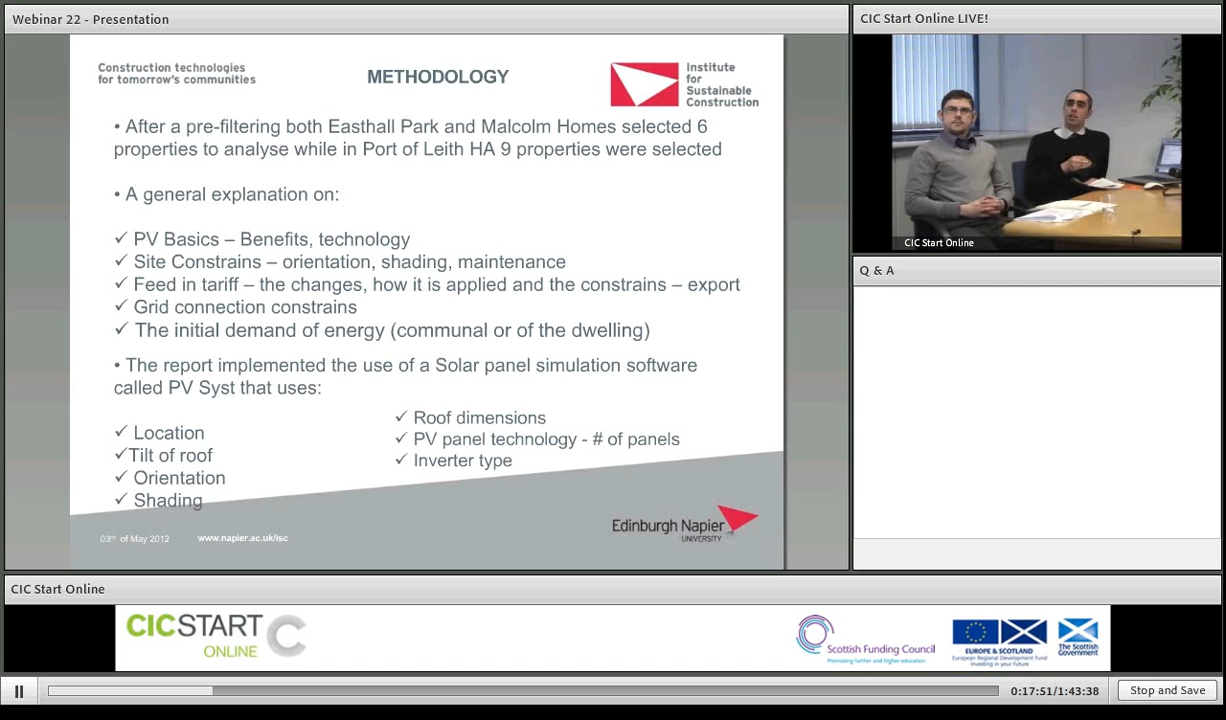 Webinar 22 - Presentation
Construction technologies
for tomorrow's communities
METHODOLOGY
Institute
for
Sustainable
Construction
• After a pre-filtering both Easthall Park and Malcolm Homes selected 6
properties to analyse while in Port of Leith HA 9 properties were selected
• A general explanation on:
✓ PV Basics – Benefits, technology
✓ Site Constrains – orientation, shading, maintenance
✓ Feed in tariff – the changes, how it is applied and the constrains – export
✓ Grid connection constrains
✓ The initial demand of energy (communal or of the dwelling)
• The report implemented the use of a Solar panel simulation software
called PV Syst that uses:
✓ Location
✓Tilt of roof
✓ Orientation
✓ Shading
✓ Roof dimensions
✓ PV panel technology - # of panels
✓ Inverter type
03rd of May 2012 www.napier.ac.uk/isc
Edinburgh Napier
UNIVERSITY
CIC Start Online LIVE!
CIC Start Online
Q & A
CIC Start Online
CICSTART
ONLINE
Scottish Funding Council
Promoting further and higher education
EUROPE & SCOTLAND
European Regional Development Fund
Investing in your Future
The Scottish
Government
0:17:51/1:43:38
Stop and Save